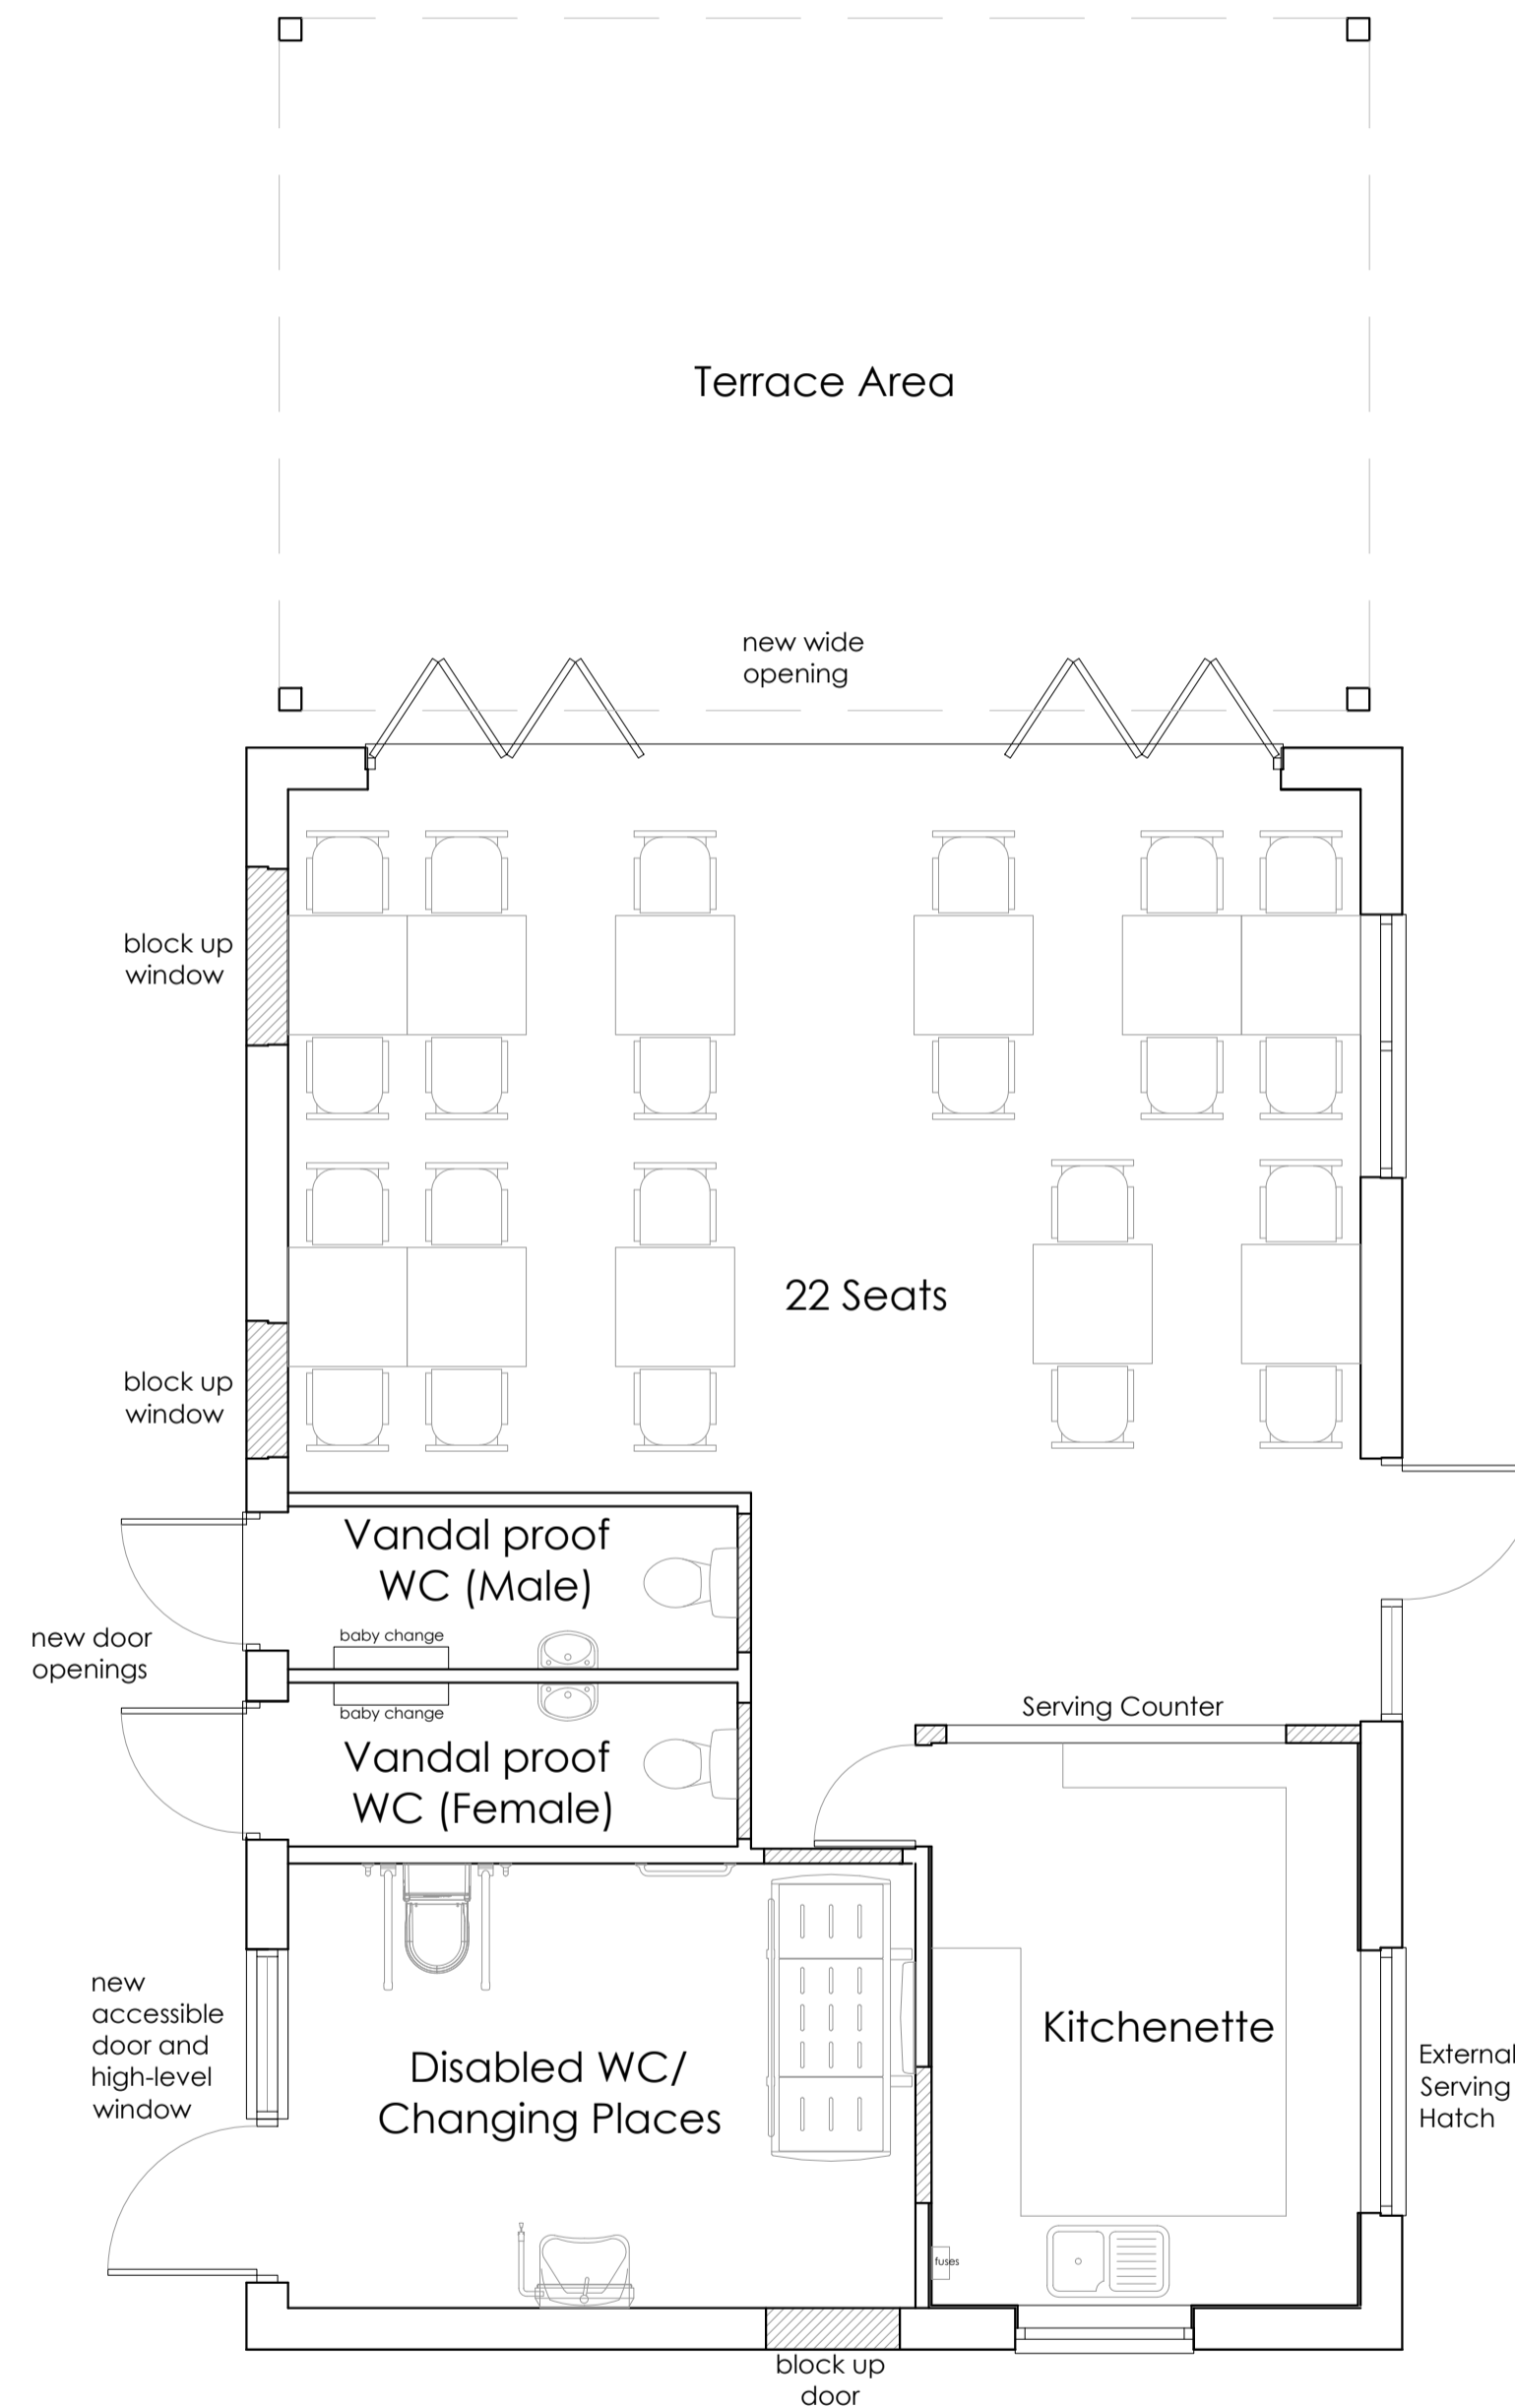 Terrace Area
new wide
opening
block up
window
22 Seats
block up
window
Vandal proof
WC (Male)
baby change
new door
openings
baby change
Vandal proof
WC (Female)
Serving Counter
new
accessible
door and
high-level
window
Disabled WC/
Changing Places
Kitchenette
External
Serving
Hatch
fuses
block up
door